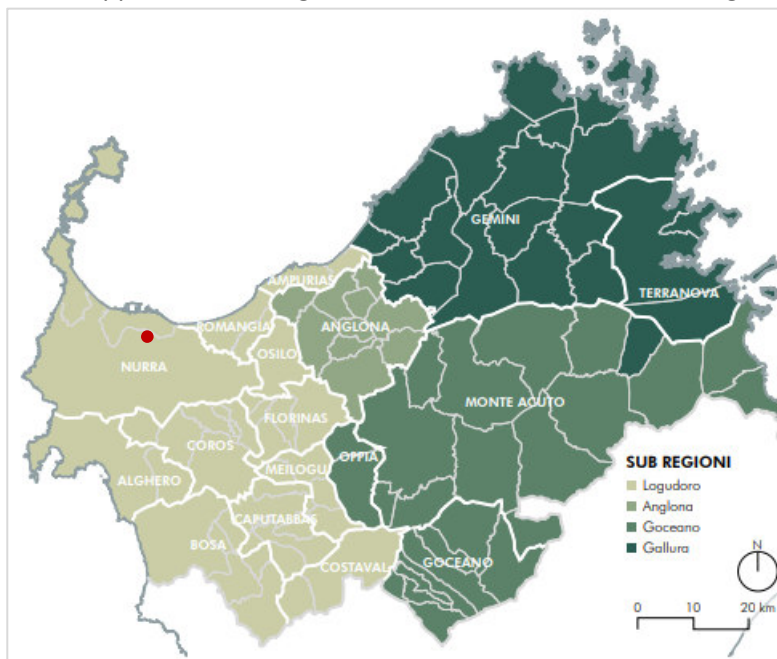 GEMINI
TERRANOVA
AMPURIAS
ROMANGIA
ANGLONA
OSILO
NURRA
MONTE ACUTO
FLORINAS
COROS
OPPIA
MEILOGU
ALGHERO
CAPUTABBAS
BOSA
COSTAVAL
GOCEANO
SUB REGIONI
Logudoro
Anglona
Goceano
Gallura
N
0 10 20 km